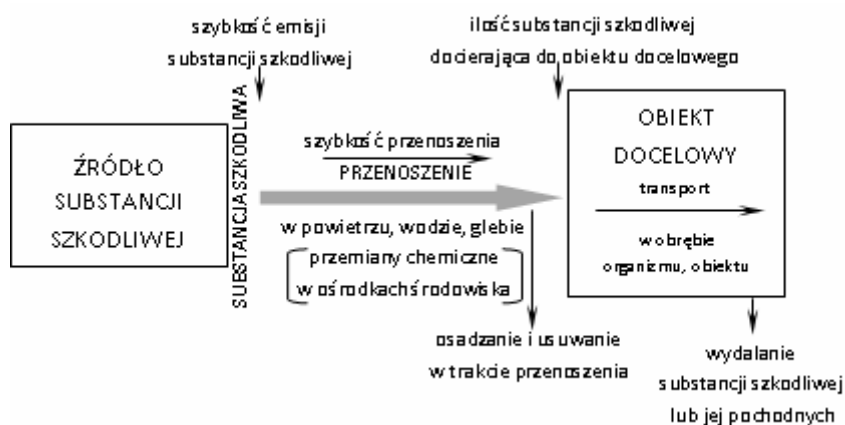 szybkość emisji
substancji szkodliwej
ilość substancji szkodliwej
docierająca do obiektu docelowego
ŹRÓDŁO
SUBSTANCJI
SZKODLIWEJ
SUBSTANCJA SZKODLIWA
szybkość przenoszenia
PRZENOSZENIE
w powietrzu, wodzie, glebie
przemiany chemiczne
w ośrodkach środowiska
osadzanie i usuwanie
w trakcie przenoszenia
OBIEKT
DOCELOWY
transport
w obrębie
organizmu, obiektu
wydalanie
substancji szkodliwej
lub jej pochodnych